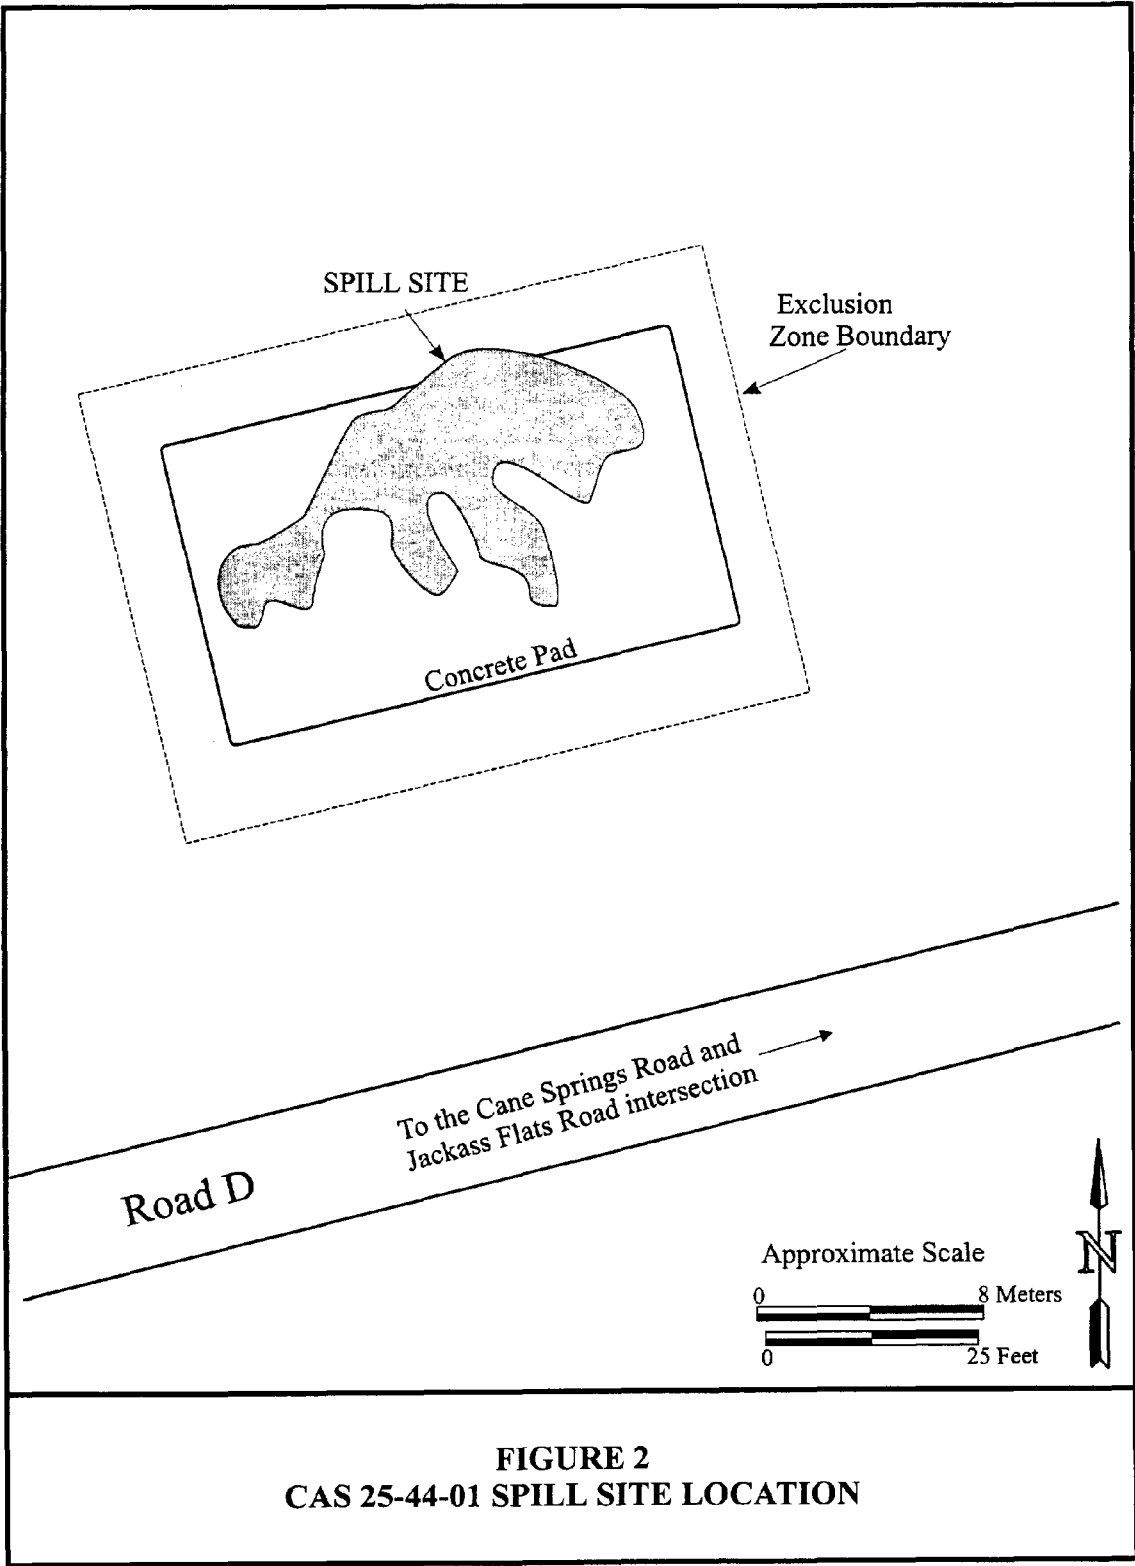 SPILL SITE
Exclusion
Zone Boundary
Concrete Pad
To the Cane Springs Road and
Jackass Flats Road intersection
Road D
Approximate Scale
0 8 Meters
0 25 Feet
N
FIGURE 2
CAS 25-44-01 SPILL SITE LOCATION